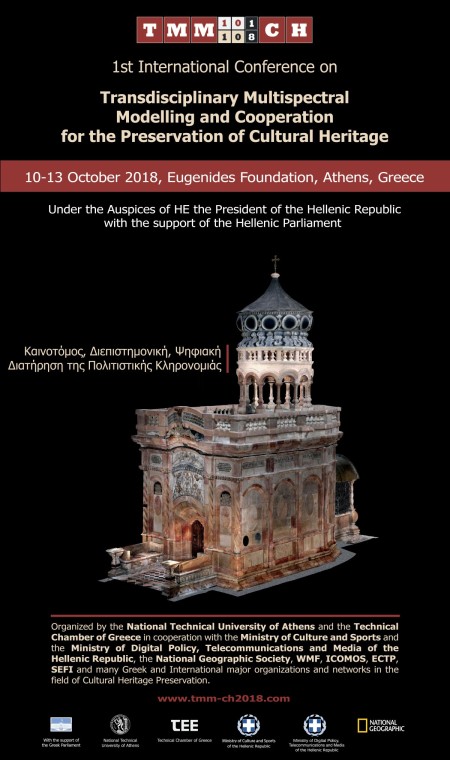 TMM 101 108 CH
1st International Conference on
Transdisciplinary Multispectral
Modelling and Cooperation
for the Preservation of Cultural Heritage
10-13 October 2018, Eugenides Foundation, Athens, Greece
Under the Auspices of HE the President of the Hellenic Republic
with the support of the Hellenic Parliament
Καινοτόμος, Διεπιστημονική, Ψηφιακή
Διατήρηση της Πολιτιστικής Κληρονομιάς
Organized by the National Technical University of Athens and the Technical
Chamber of Greece in cooperation with the Ministry of Culture and Sports and
the Ministry of Digital Policy, Telecommunications and Media of the
Hellenic Republic, the National Geographic Society, WMF, ICOMOS, ECTP,
SEFI and many Greek and International major organizations and networks in the
field of Cultural Heritage Preservation.
www.tmm-ch2018.com
With the support of
the Greek Parliament
National Technical
University of Athens
TEE
Technical Chamber of Greece
Ministry of Culture and Sports
of the Hellenic Republic
Ministry of Digital Policy,
Telecommunications and Media
of the Hellenic Republic
NATIONAL
GEOGRAPHIC